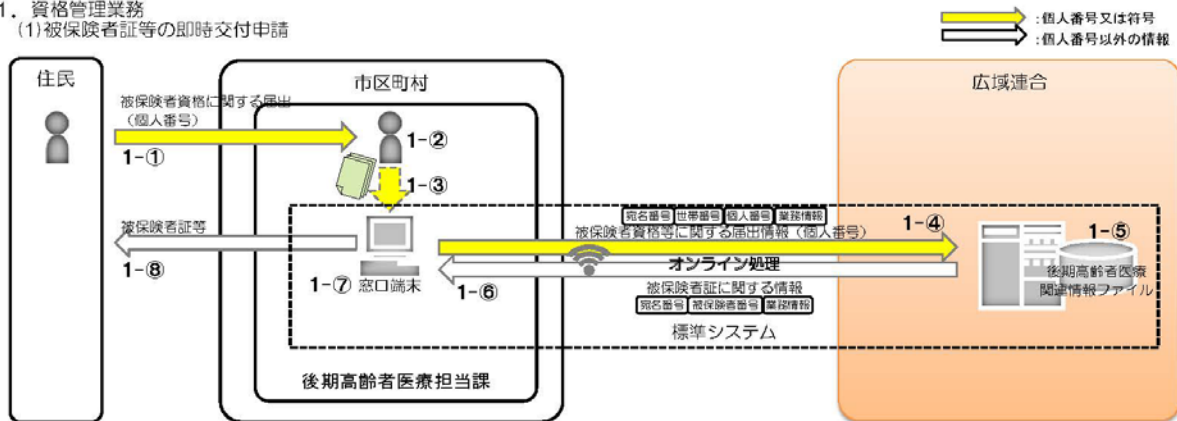 1．資格管理業務
(1)被保険者証等の即時交付申請
:個人番号又は符号
:個人番号以外の情報
住民
市区町村
広域連合
被保険者資格に関する届出
（個人番号）
1-①
1-②
1-③
宛名番号 世帯番号 個人番号 業務情報
被保険者資格等に関する届出情報（個人番号）
1-④
1-⑤
被保険者証等
1-⑧
1-⑦ 窓口端末
1-⑥
オンライン処理
被保険者証に関する情報
宛名番号 被保険者番号 業務情報
標準システム
後期高齢者医療
関連情報ファイル
後期高齢者医療担当課